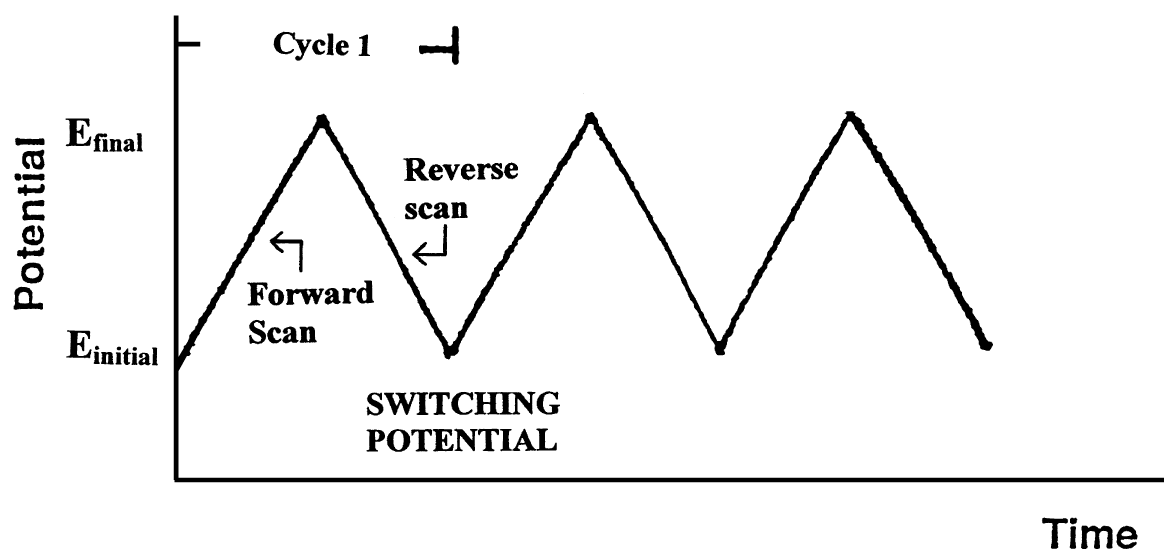 Cycle 1
Potential
Efinal
Reverse
scan
Forward
Scan
Einitial
SWITCHING
POTENTIAL
Time